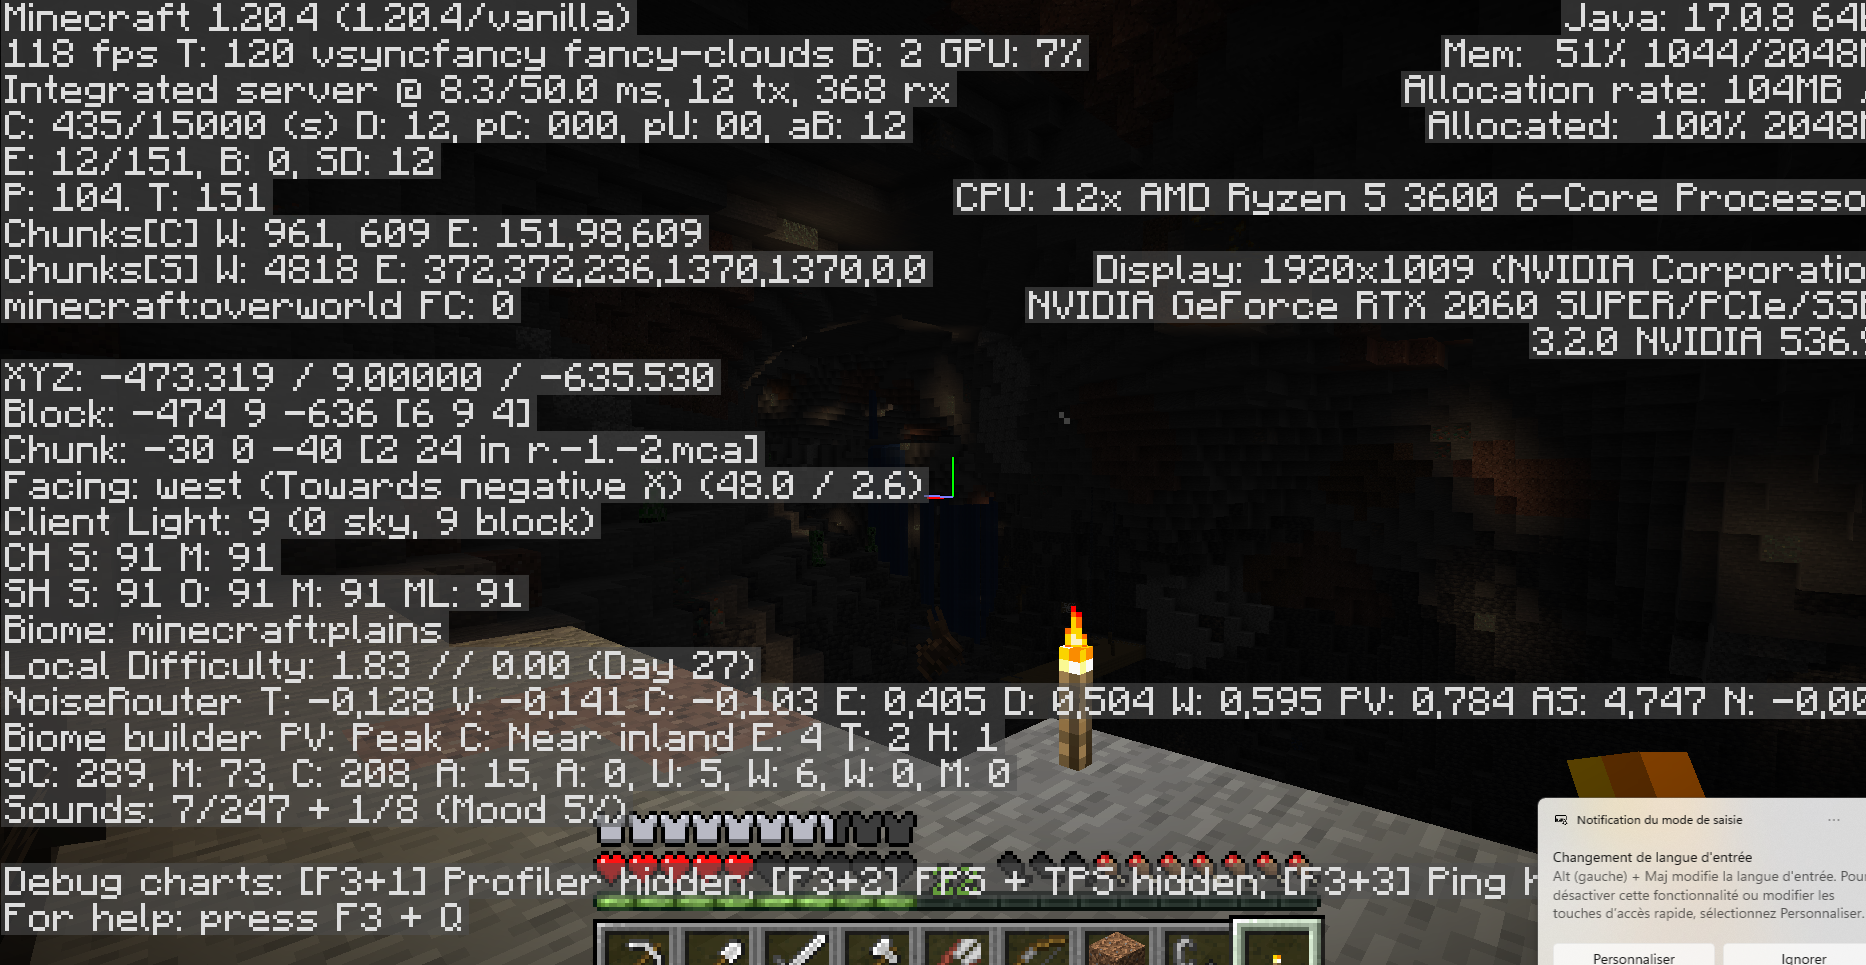 Minecraft 1.20.4 (1.20.4/vanilla)
118 fps T: 120 vsyncfancy fancy-clouds B: 2 GPU: 7%
Integrated server @ 8.3/50.0 ms, 12 tx, 368 rx
C: 435/15000 (s) D: 12, pC: 000, pU: 00, aB: 12
E: 12/151, B: 0, SD: 12
P: 104. T: 151
Chunks[C] W: 961, 609 E: 151,98,609
Chunks[S] W: 4818 E: 372,372,236,1370,1370,0,0
minecraft:overworld FC: 0
XYZ: -473.319 / 9.00000 / -635.530
Block: -474 9 -636 [6 9 4]
Chunk: -30 0 -40 [2 24 in r.-1.-2.mca]
Facing: west (Towards negative X) (48.0 / 2.6)
Client Light: 9 (0 sky, 9 block)
CH S: 91 M: 91
SH S: 91 O: 91 M: 91 ML: 91
Biome: minecraft:plains
Local Difficulty: 1.83 // 0.00 (Day 27)
NoiseRouter T: -0,128 V: -0,141 C: -0,103 E: 0,405 D: 0,504 W: 0,595 PV: 0,784 AS: 4,747 N: -0,00
Biome builder PV: Peak C: Near inland E: 4 T: 2 H: 1
SC: 289, M: 73, C: 208, A: 15, A: 0, U: 5, W: 6, W: 0, M: 0
Sounds: 7/247 + 1/8 (Mood 5%)
Debug charts: [F3+1] Profiler hidden; [F3+2] FPS + TPS hidden; [F3+3] Ping h
For help: press F3 + Q
Java: 17.0.8 64
Mem: 51% 1044/2048
Allocation rate: 104MB
Allocated: 100% 2048
CPU: 12x AMD Ryzen 5 3600 6-Core Processo
Display: 1920x1009 (NVIDIA Corporatio
NVIDIA GeForce RTX 2060 SUPER/PCIe/SS
3.2.0 NVIDIA 536.
Notification du mode de saisie
Changement de langue d'entrée
Alt (gauche) + Maj modifie la langue d'entrée. Pour
désactiver cette fonctionnalité ou modifier les
touches d'accès rapide, sélectionnez Personnaliser.
Personnaliser
Ignorer